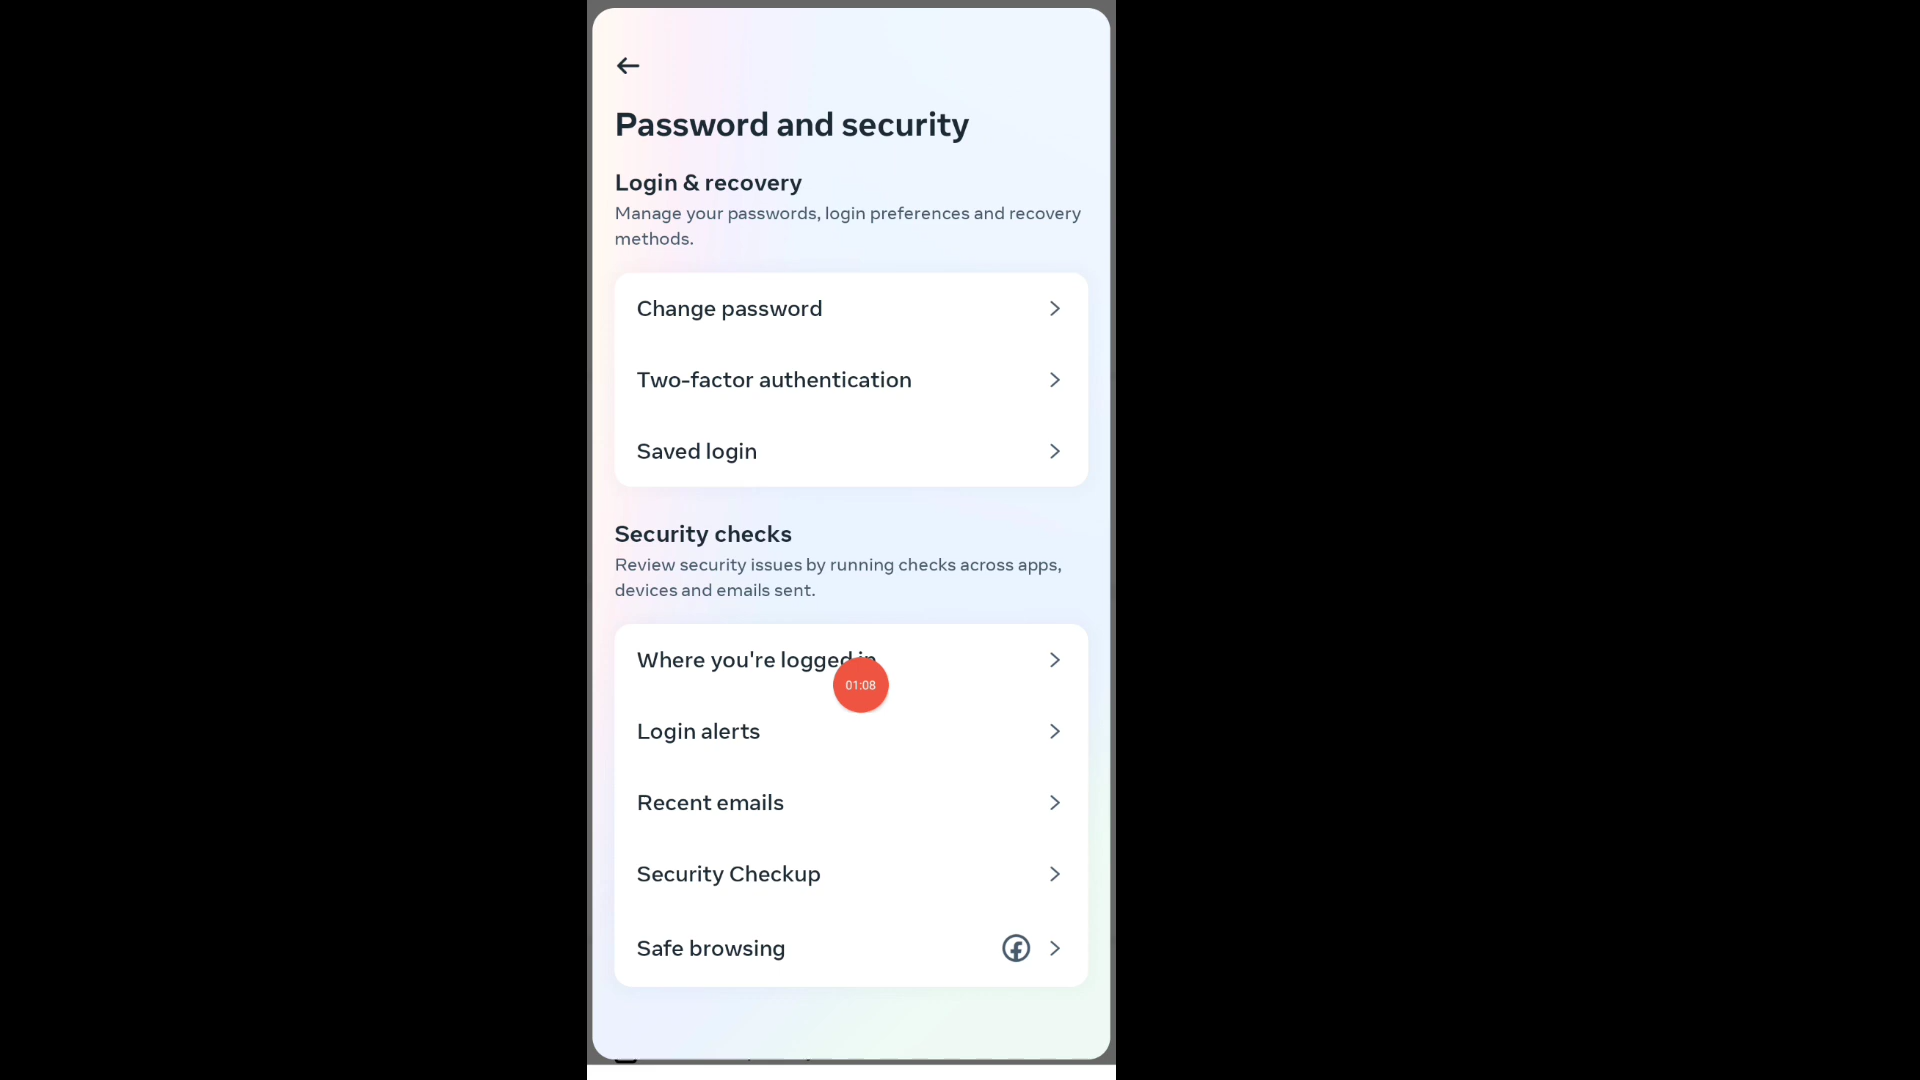 Password and security
Login & recovery
Manage your passwords, login preferences and recovery
methods.
Change password
Two-factor authentication
Saved login
Security checks
Review security issues by running checks across apps,
devices and emails sent.
Where you're logged in
01:08
Login alerts
Recent emails
Security Checkup
Safe browsing